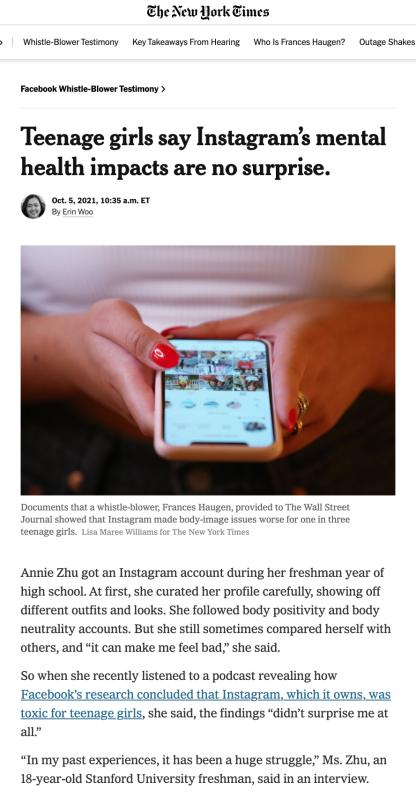 The New York Times
Whistle-Blower Testimony Key Takeaways From Hearing Who Is Frances Haugen? Outage Shakes
Facebook Whistle-Blower Testimony >
Teenage girls say Instagram’s mental
health impacts are no surprise.
Oct. 5, 2021, 10:35 a.m. ET
By Erin Woo
Documents that a whistle-blower, Frances Haugen, provided to The Wall Street
Journal showed that Instagram made body-image issues worse for one in three
teenage girls. Lisa Maree Williams for The New York Times
Annie Zhu got an Instagram account during her freshman year of
high school. At first, she curated her profile carefully, showing off
different outfits and looks. She followed body positivity and body
neutrality accounts. But she still sometimes compared herself with
others, and “it can make me feel bad,” she said.
So when she recently listened to a podcast revealing how
Facebook’s research concluded that Instagram, which it owns, was
toxic for teenage girls, she said, the findings “didn’t surprise me at
all.”
“In my past experiences, it has been a huge struggle,” Ms. Zhu, an
18-year-old Stanford University freshman, said in an interview.